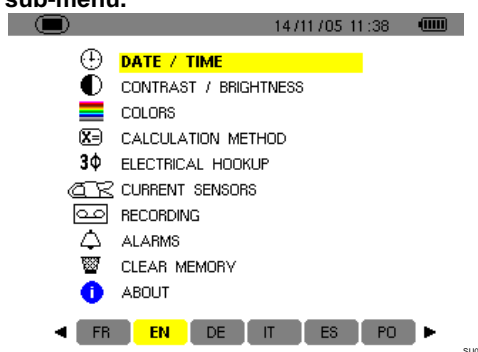 sub-menu.
14/11/05 11:38
DATE / TIME
CONTRAST / BRIGHTNESS
COLORS
X= CALCULATION METHOD
3Φ ELECTRICAL HOOKUP
CURRENT SENSORS
RECORDING
ALARMS
CLEAR MEMORY
i ABOUT
FR EN DE IT ES PO